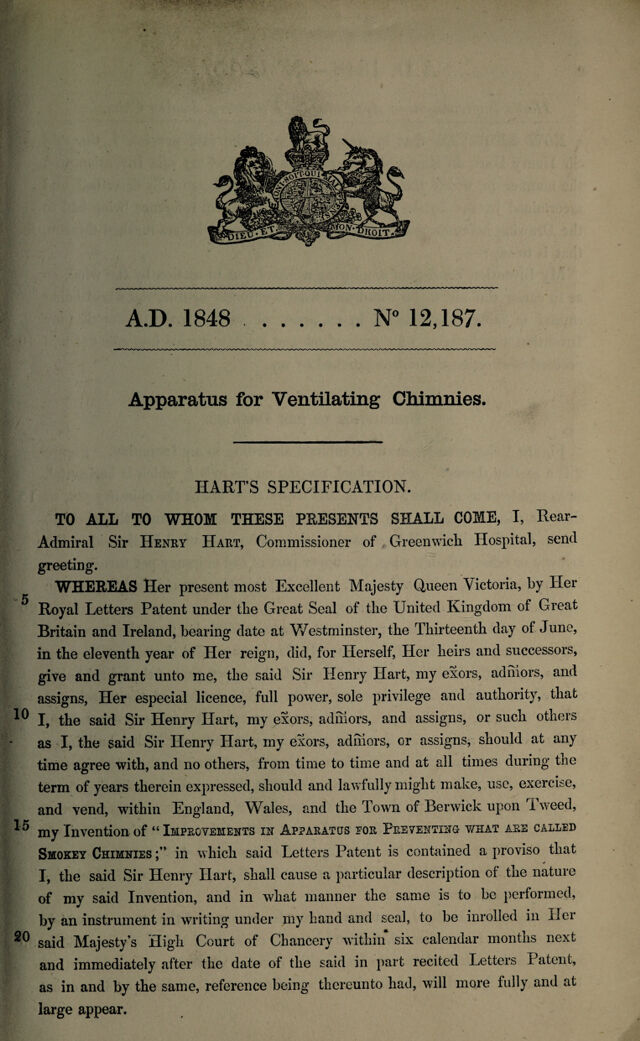 DIEU · ET · MON · DROIT.
A.D. 1848 . . . . . . . Nº 12,187.
Apparatus for Ventilating Chimnies.
HART'S SPECIFICATION.
TO ALL TO WHOM THESE PRESENTS SHALL COME, I, Rear-
Admiral Sir HENRY HART, Commissioner of Greenwich Hospital, send
greeting.
WHEREAS Her present most Excellent Majesty Queen Victoria, by Her
5 Royal Letters Patent under the Great Seal of the United Kingdom of Great
Britain and Ireland, bearing date at Westminster, the Thirteenth day of June,
in the eleventh year of Her reign, did, for Herself, Her heirs and successors,
give and grant unto me, the said Sir Henry Hart, my exõrs, adm̃ors, and
assigns, Her especial licence, full power, sole privilege and authority, that
10 I, the said Sir Henry Hart, my exõrs, adm̃ors, and assigns, or such others
as I, the said Sir Henry Hart, my exõrs, adm̃ors, or assigns, should at any
time agree with, and no others, from time to time and at all times during the
term of years therein expressed, should and lawfully might make, use, exercise,
and vend, within England, Wales, and the Town of Berwick upon Tweed,
15 my Invention of "IMPROVEMENTS IN APPARATUS FOR PREVENTING WHAT ARE CALLED
SMOKEY CHIMNIES;" in which said Letters Patent is contained a proviso that
I, the said Sir Henry Hart, shall cause a particular description of the nature
of my said Invention, and in what manner the same is to be performed,
by an instrument in writing under my hand and seal, to be inrolled in Her
20 said Majesty's High Court of Chancery within six calendar months next
and immediately after the date of the said in part recited Letters Patent,
as in and by the same, reference being thereunto had, will more fully and at
large appear.